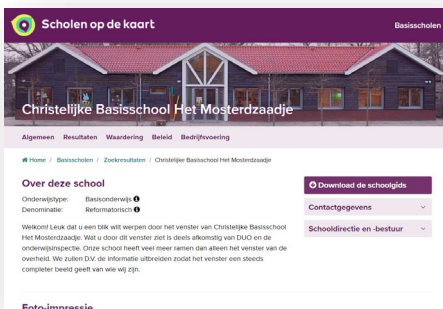 Scholen op de kaart
Basisscholen
Christelijke Basisschool Het Mosterdzaadje
Algemeen Resultaten Waardering Beleid Bedrijfsvoering
Home / Basisscholen / Zoekresultaten / Christelijke Basisschool Het Mosterdzaadje
Over deze school
Onderwijstype: Basisonderwijs
Denominatie: Reformatorisch
Welkom! Leuk dat u een blik wilt werpen door het venster van Christelijke Basisschool
Het Mosterdzaadje. Wat u door dit venster ziet is deels afkomstig van DUO en de
onderwijsinspectie. Onze school heeft veel meer ramen dan alleen het venster van de
overheid. We zullen D.V. de informatie uitbreiden zodat het venster een steeds
completer beeld geeft van wie wij zijn.
Download de schoolgids
Contactgegevens
Schooldirectie en -bestuur
Foto-impressie